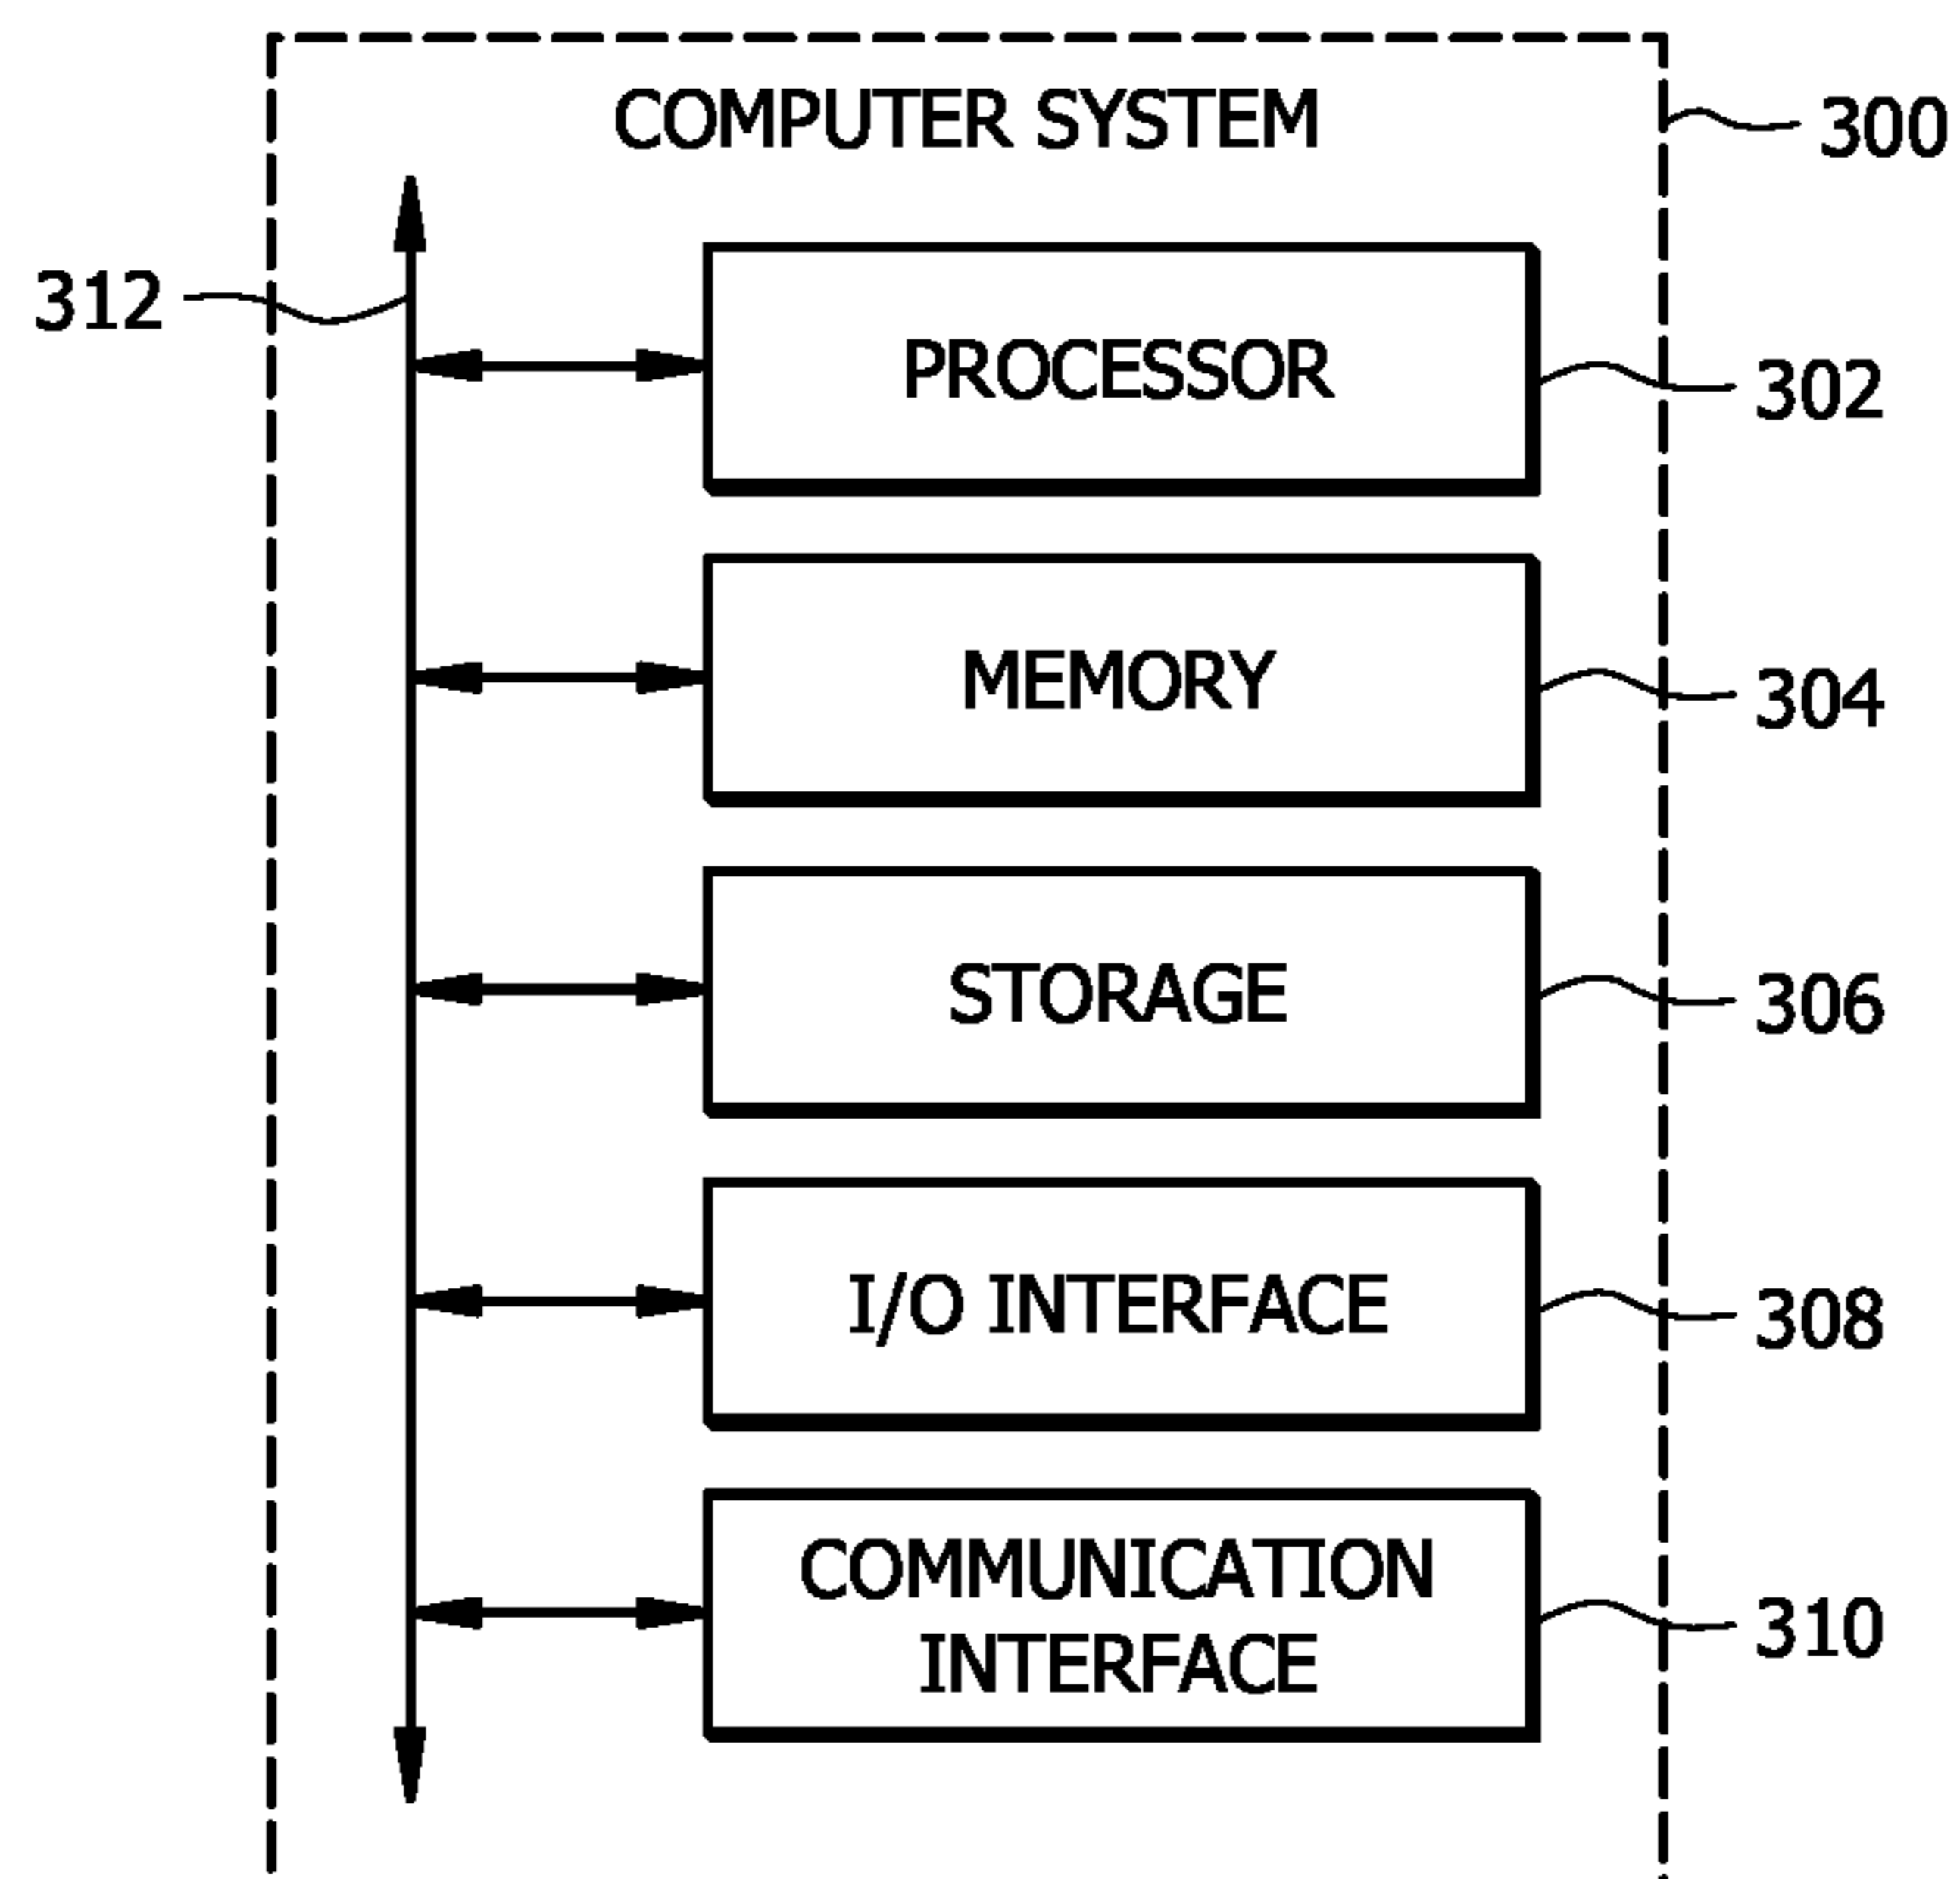 COMPUTER SYSTEM
300
312
PROCESSOR
302
MEMORY
304
STORAGE
306
I/O INTERFACE
308
COMMUNICATION
INTERFACE
310